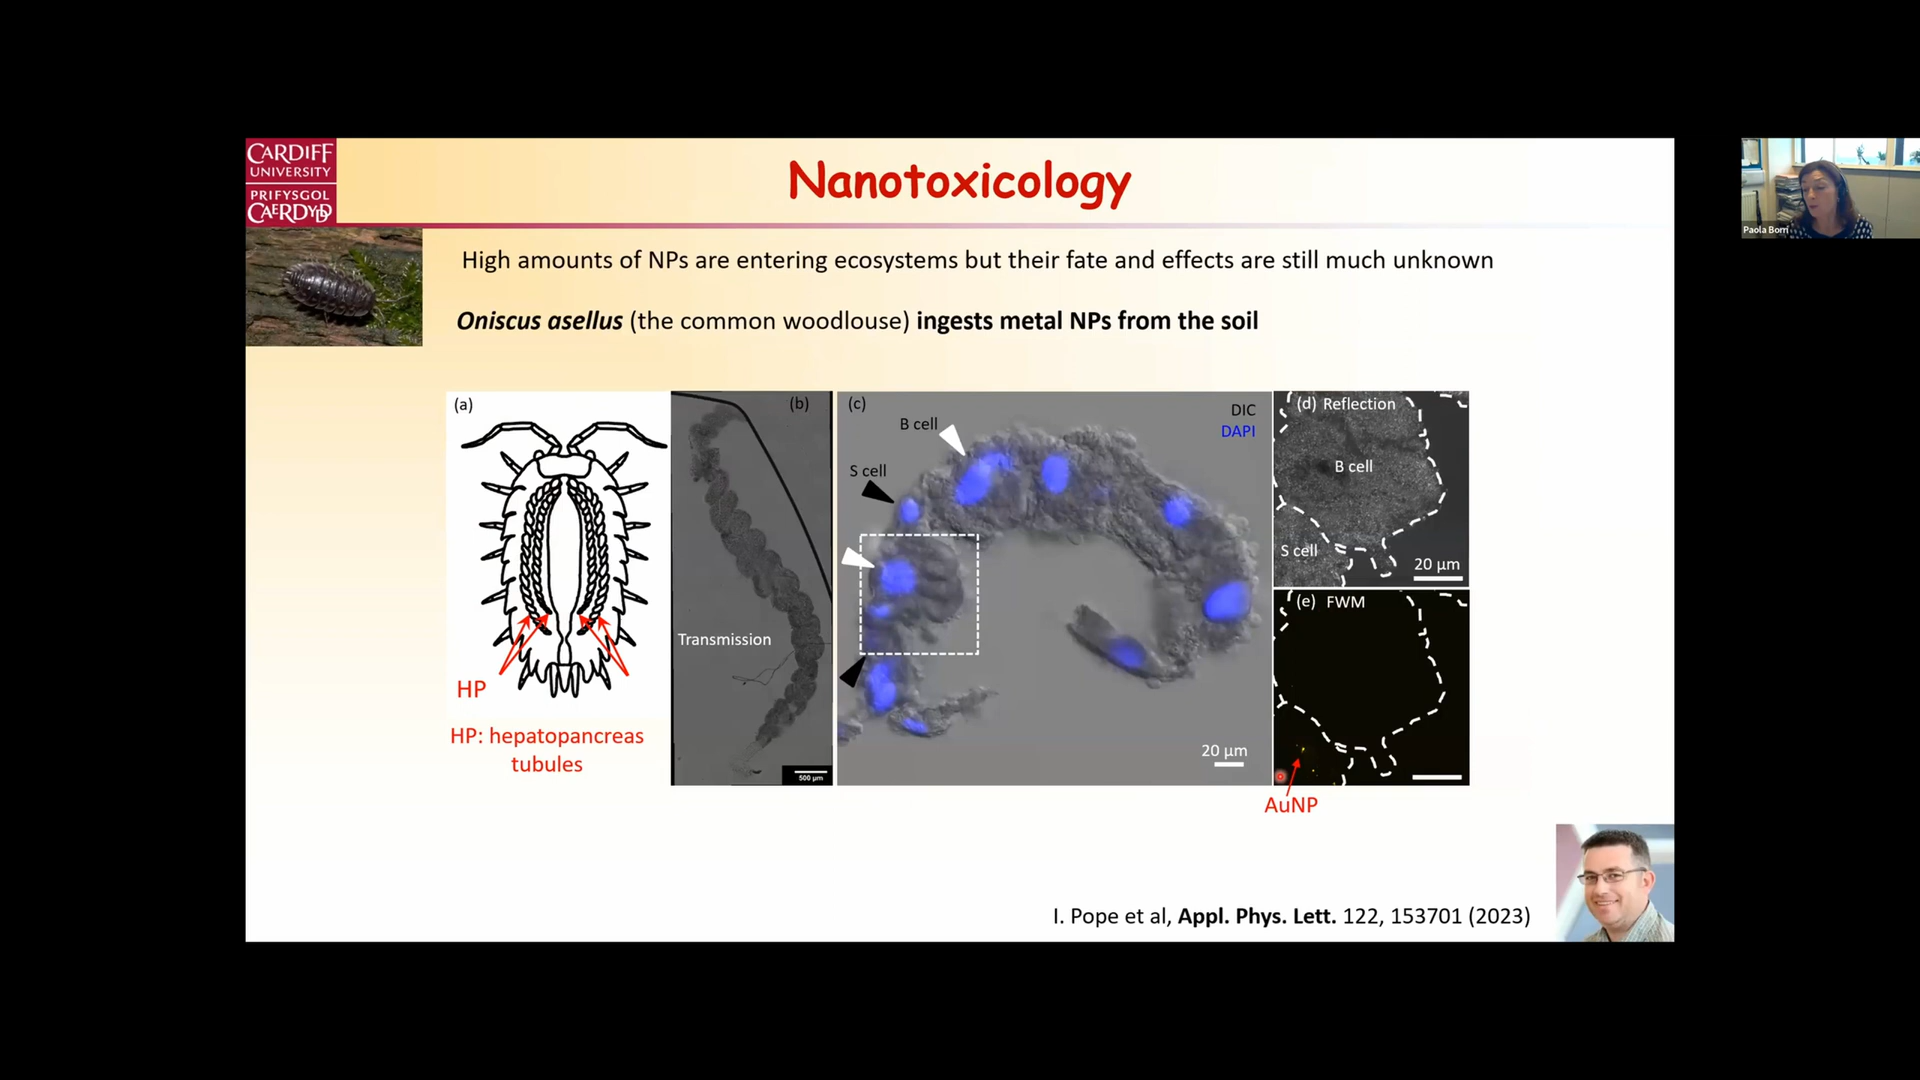 CARDIFF
UNIVERSITY
PRIFYSGOL
CAERDYDD
Nanotoxicology
Paola Borri
High amounts of NPs are entering ecosystems but their fate and effects are still much unknown
Oniscus asellus (the common woodlouse) ingests metal NPs from the soil
(a)
HP
HP: hepatopancreas
tubules
(b)
Transmission
500 µm
(c)
DIC
DAPI
B cell
S cell
20 µm
(d) Reflection
B cell
S cell
20 µm
(e) FWM
AuNP
I. Pope et al, Appl. Phys. Lett. 122, 153701 (2023)